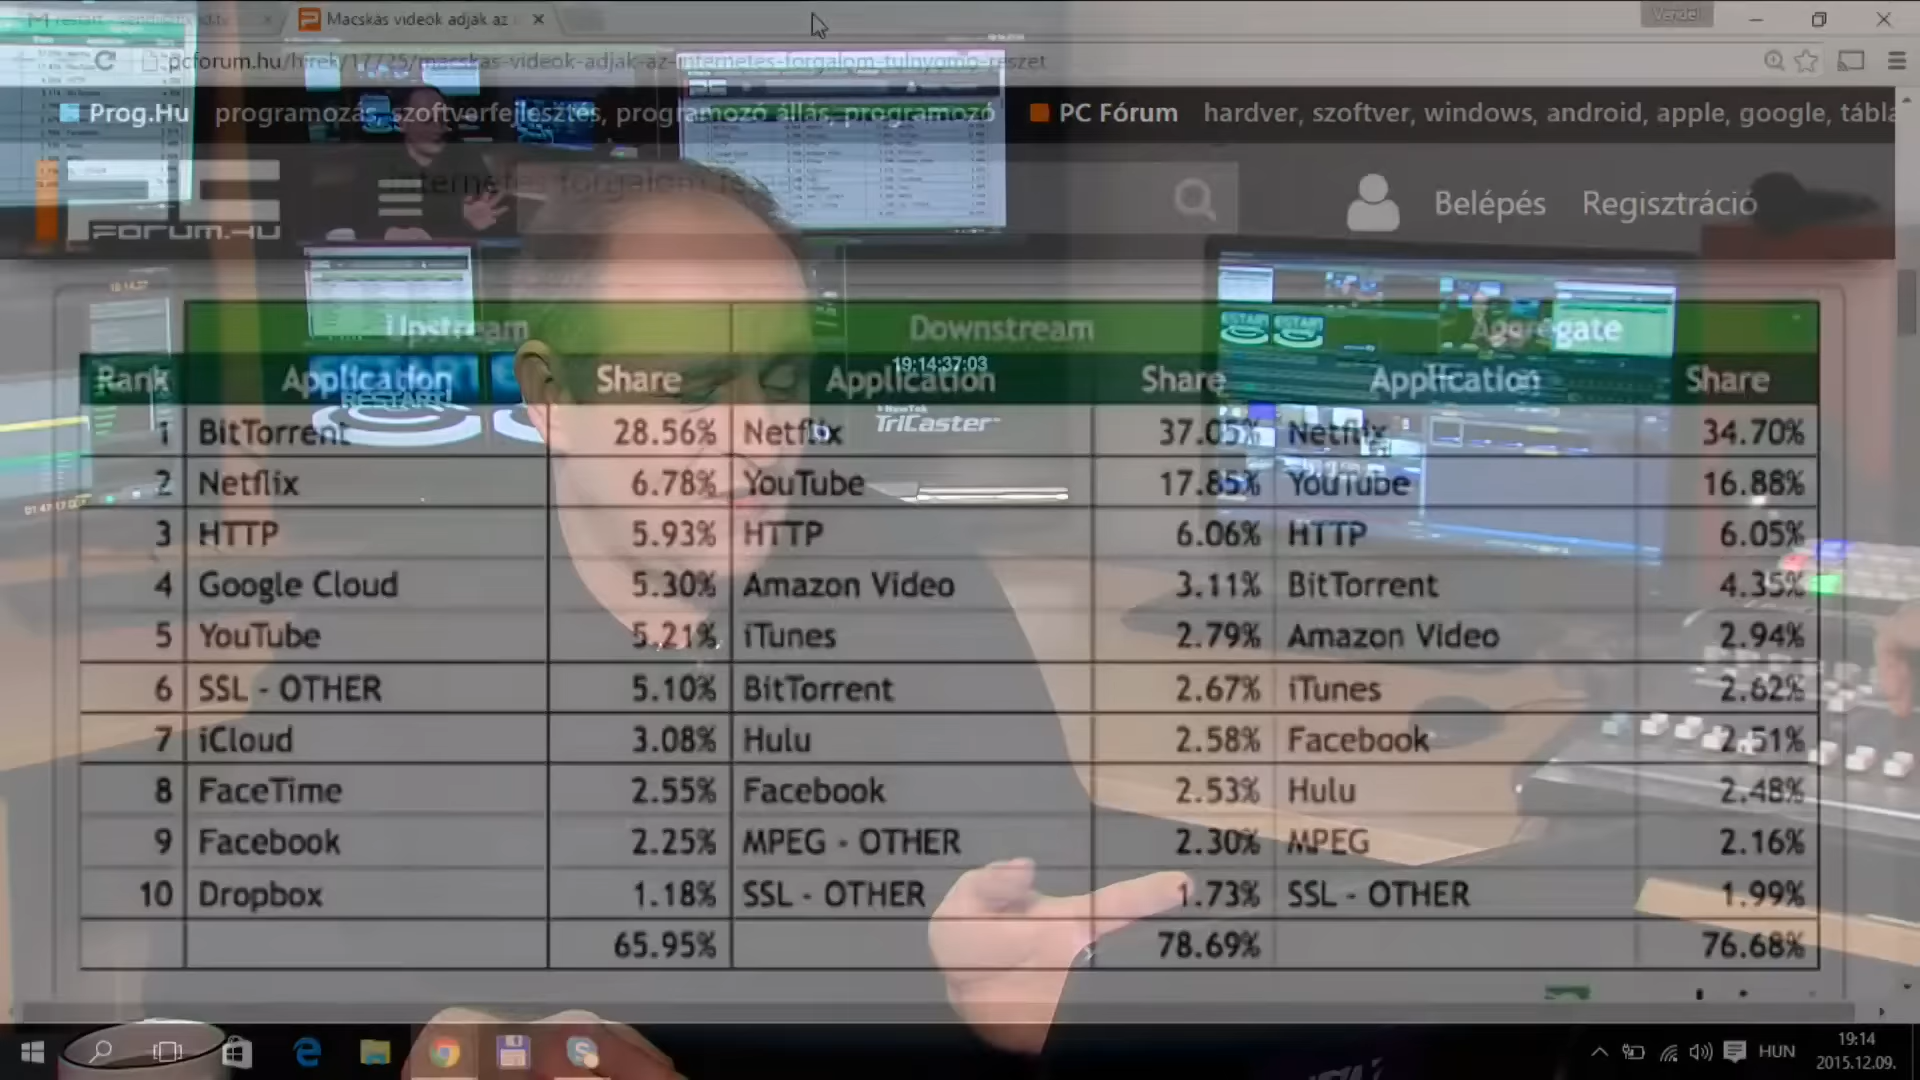 Macskás videók adják az
Vendel
pcforum.hu/hirek/17725/macskas-videok-adjak-az-internetes-forgalom-tulnyomo-reszet
Prog.Hu programozás, szoftverfejlesztés, programozó állás, programozó
PC Fórum hardver, szoftver, windows, android, apple, google, tábla
internetes forgalom
FORUM.HU
Belépés Regisztráció
Upstream Downstream Aggregate
19:14:37:03
Rank Application Share Application Share Application Share
RESTART
NewTek
TriCaster
1 BitTorrent 28.56% Netflix 37.05% Netflix 34.70%
2 Netflix 6.78% YouTube 17.85% YouTube 16.88%
3 HTTP 5.93% HTTP 6.06% HTTP 6.05%
4 Google Cloud 5.30% Amazon Video 3.11% BitTorrent 4.35%
5 YouTube 5.21% iTunes 2.79% Amazon Video 2.94%
6 SSL - OTHER 5.10% BitTorrent 2.67% iTunes 2.62%
7 iCloud 3.08% Hulu 2.58% Facebook 2.51%
8 FaceTime 2.55% Facebook 2.53% Hulu 2.48%
9 Facebook 2.25% MPEG - OTHER 2.30% MPEG 2.16%
10 Dropbox 1.18% SSL - OTHER 1.73% SSL - OTHER 1.99%
65.95% 78.69% 76.68%
HUN
19:14
2015.12.09.